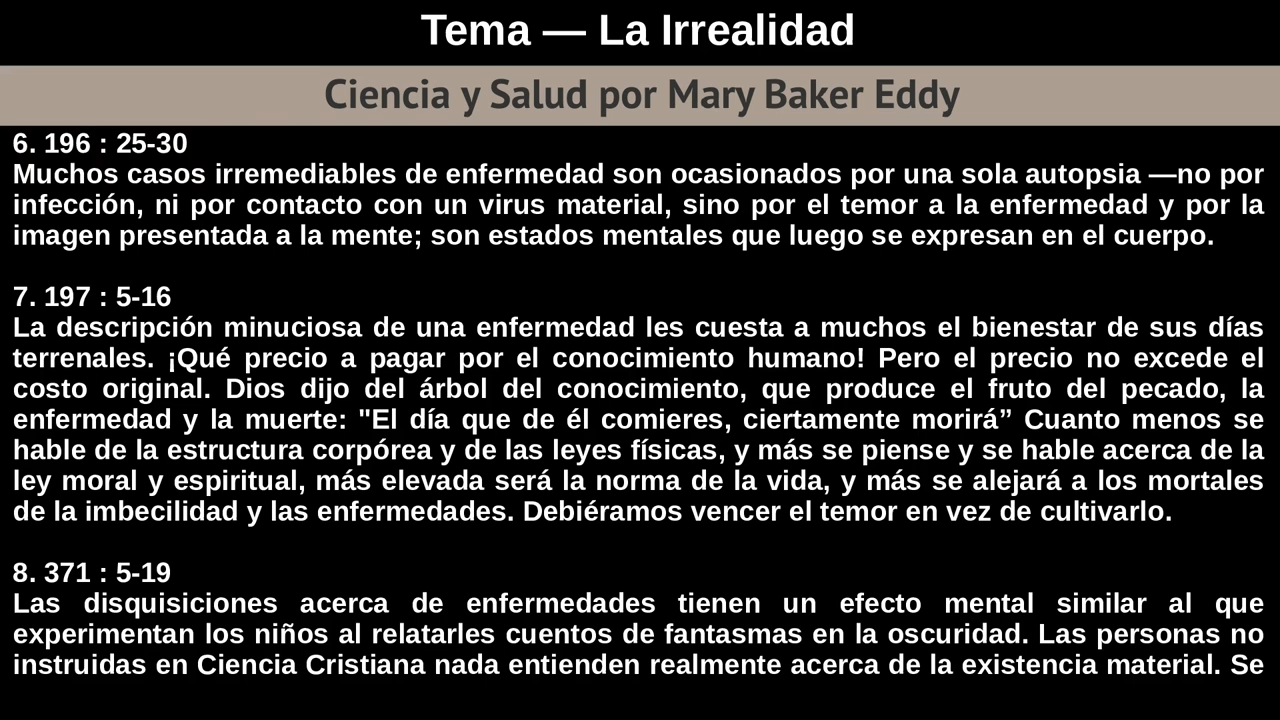 Tema — La Irrealidad
Ciencia y Salud por Mary Baker Eddy
6. 196 : 25-30
Muchos casos irremediables de enfermedad son ocasionados por una sola autopsia —no por
infección, ni por contacto con un virus material, sino por el temor a la enfermedad y por la
imagen presentada a la mente; son estados mentales que luego se expresan en el cuerpo.
7. 197 : 5-16
La descripción minuciosa de una enfermedad les cuesta a muchos el bienestar de sus días
terrenales. ¡Qué precio a pagar por el conocimiento humano! Pero el precio no excede el
costo original. Dios dijo del árbol del conocimiento, que produce el fruto del pecado, la
enfermedad y la muerte: "El día que de él comieres, ciertamente morirá” Cuanto menos se
hable de la estructura corpórea y de las leyes físicas, y más se piense y se hable acerca de la
ley moral y espiritual, más elevada será la norma de la vida, y más se alejará a los mortales
de la imbecilidad y las enfermedades. Debiéramos vencer el temor en vez de cultivarlo.
8. 371 : 5-19
Las disquisiciones acerca de enfermedades tienen un efecto mental similar al que
experimentan los niños al relatarles cuentos de fantasmas en la oscuridad. Las personas no
instruidas en Ciencia Cristiana nada entienden realmente acerca de la existencia material. Se